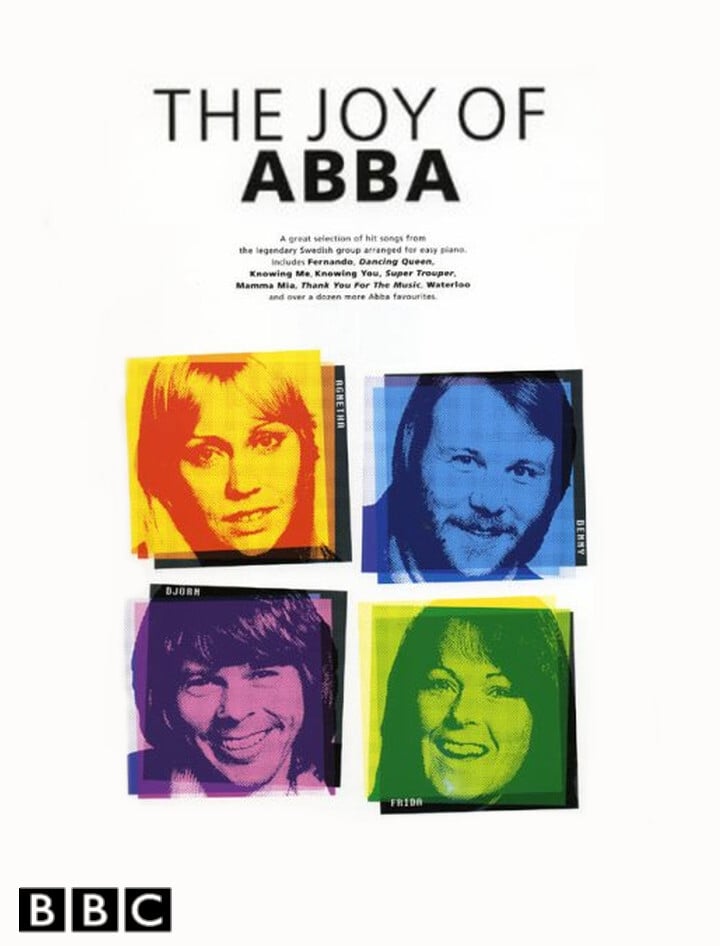 THE JOY OF
ABBA
A great selection of hit songs from
the legendary Swedish group arranged for easy piano.
Includes Fernando, Dancing Queen,
Knowing Me, Knowing You, Super Trouper,
Mamma Mia, Thank You For The Music, Waterloo
and over a dozen more Abba favourites.
AGNETHA
BENNY
BJORN
FRIDA
BBC